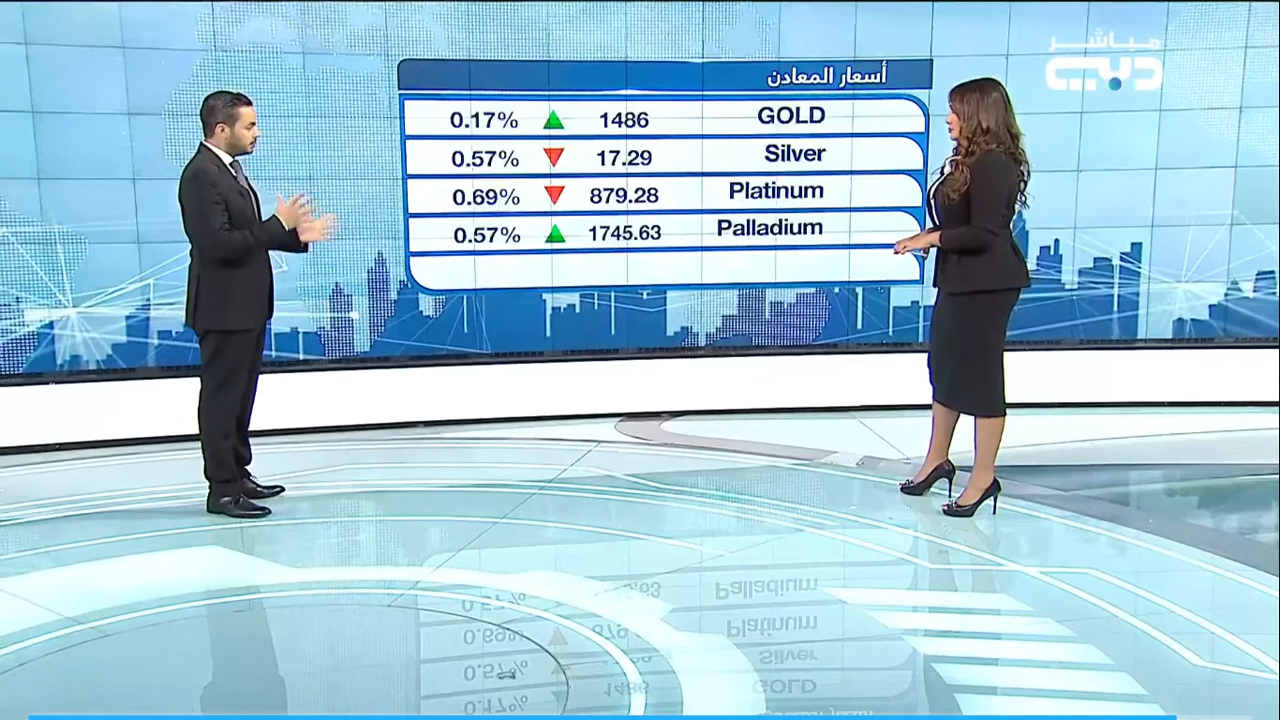 مباشر
دبي
أسعار المعادن
GOLD 1486 0.17%
Silver 17.29 0.57%
Platinum 879.28 0.69%
Palladium 1745.63 0.57%